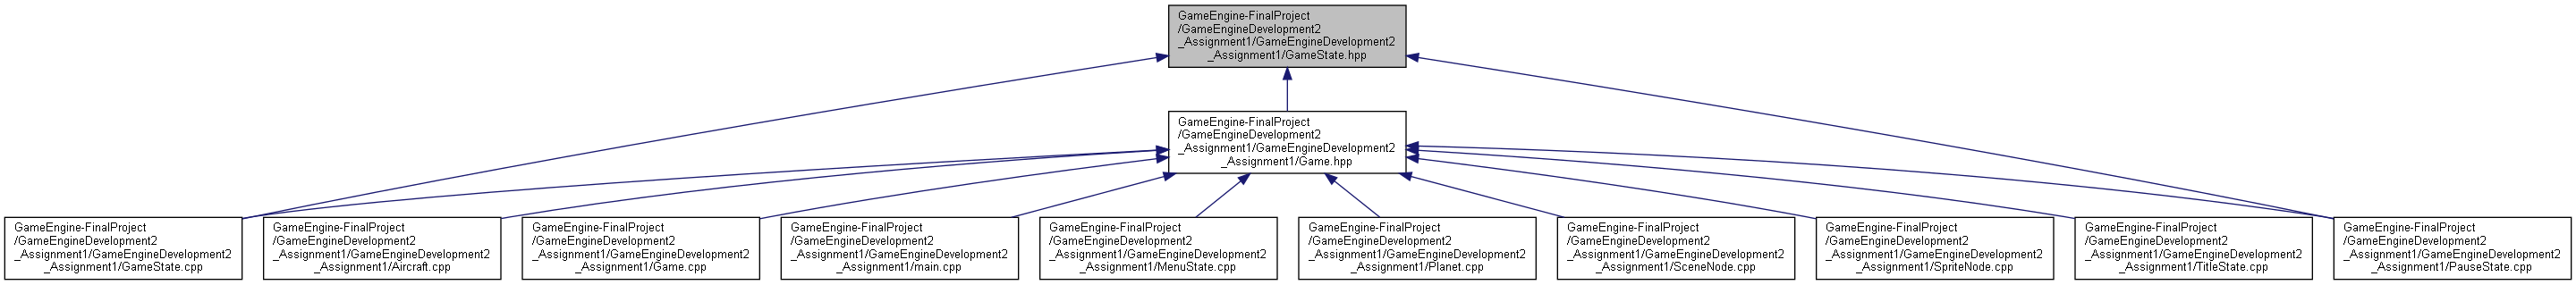 GameEngine-FinalProject
/GameEngineDevelopment2
_Assignment1/GameEngineDevelopment2
_Assignment1/GameState.hpp
GameEngine-FinalProject
/GameEngineDevelopment2
_Assignment1/GameEngineDevelopment2
_Assignment1/Game.hpp
GameEngine-FinalProject
/GameEngineDevelopment2
_Assignment1/GameEngineDevelopment2
_Assignment1/GameState.cpp
GameEngine-FinalProject
/GameEngineDevelopment2
_Assignment1/GameEngineDevelopment2
_Assignment1/Aircraft.cpp
GameEngine-FinalProject
/GameEngineDevelopment2
_Assignment1/GameEngineDevelopment2
_Assignment1/Game.cpp
GameEngine-FinalProject
/GameEngineDevelopment2
_Assignment1/GameEngineDevelopment2
_Assignment1/main.cpp
GameEngine-FinalProject
/GameEngineDevelopment2
_Assignment1/GameEngineDevelopment2
_Assignment1/MenuState.cpp
GameEngine-FinalProject
/GameEngineDevelopment2
_Assignment1/GameEngineDevelopment2
_Assignment1/Planet.cpp
GameEngine-FinalProject
/GameEngineDevelopment2
_Assignment1/GameEngineDevelopment2
_Assignment1/SceneNode.cpp
GameEngine-FinalProject
/GameEngineDevelopment2
_Assignment1/GameEngineDevelopment2
_Assignment1/SpriteNode.cpp
GameEngine-FinalProject
/GameEngineDevelopment2
_Assignment1/GameEngineDevelopment2
_Assignment1/TitleState.cpp
GameEngine-FinalProject
/GameEngineDevelopment2
_Assignment1/GameEngineDevelopment2
_Assignment1/PauseState.cpp